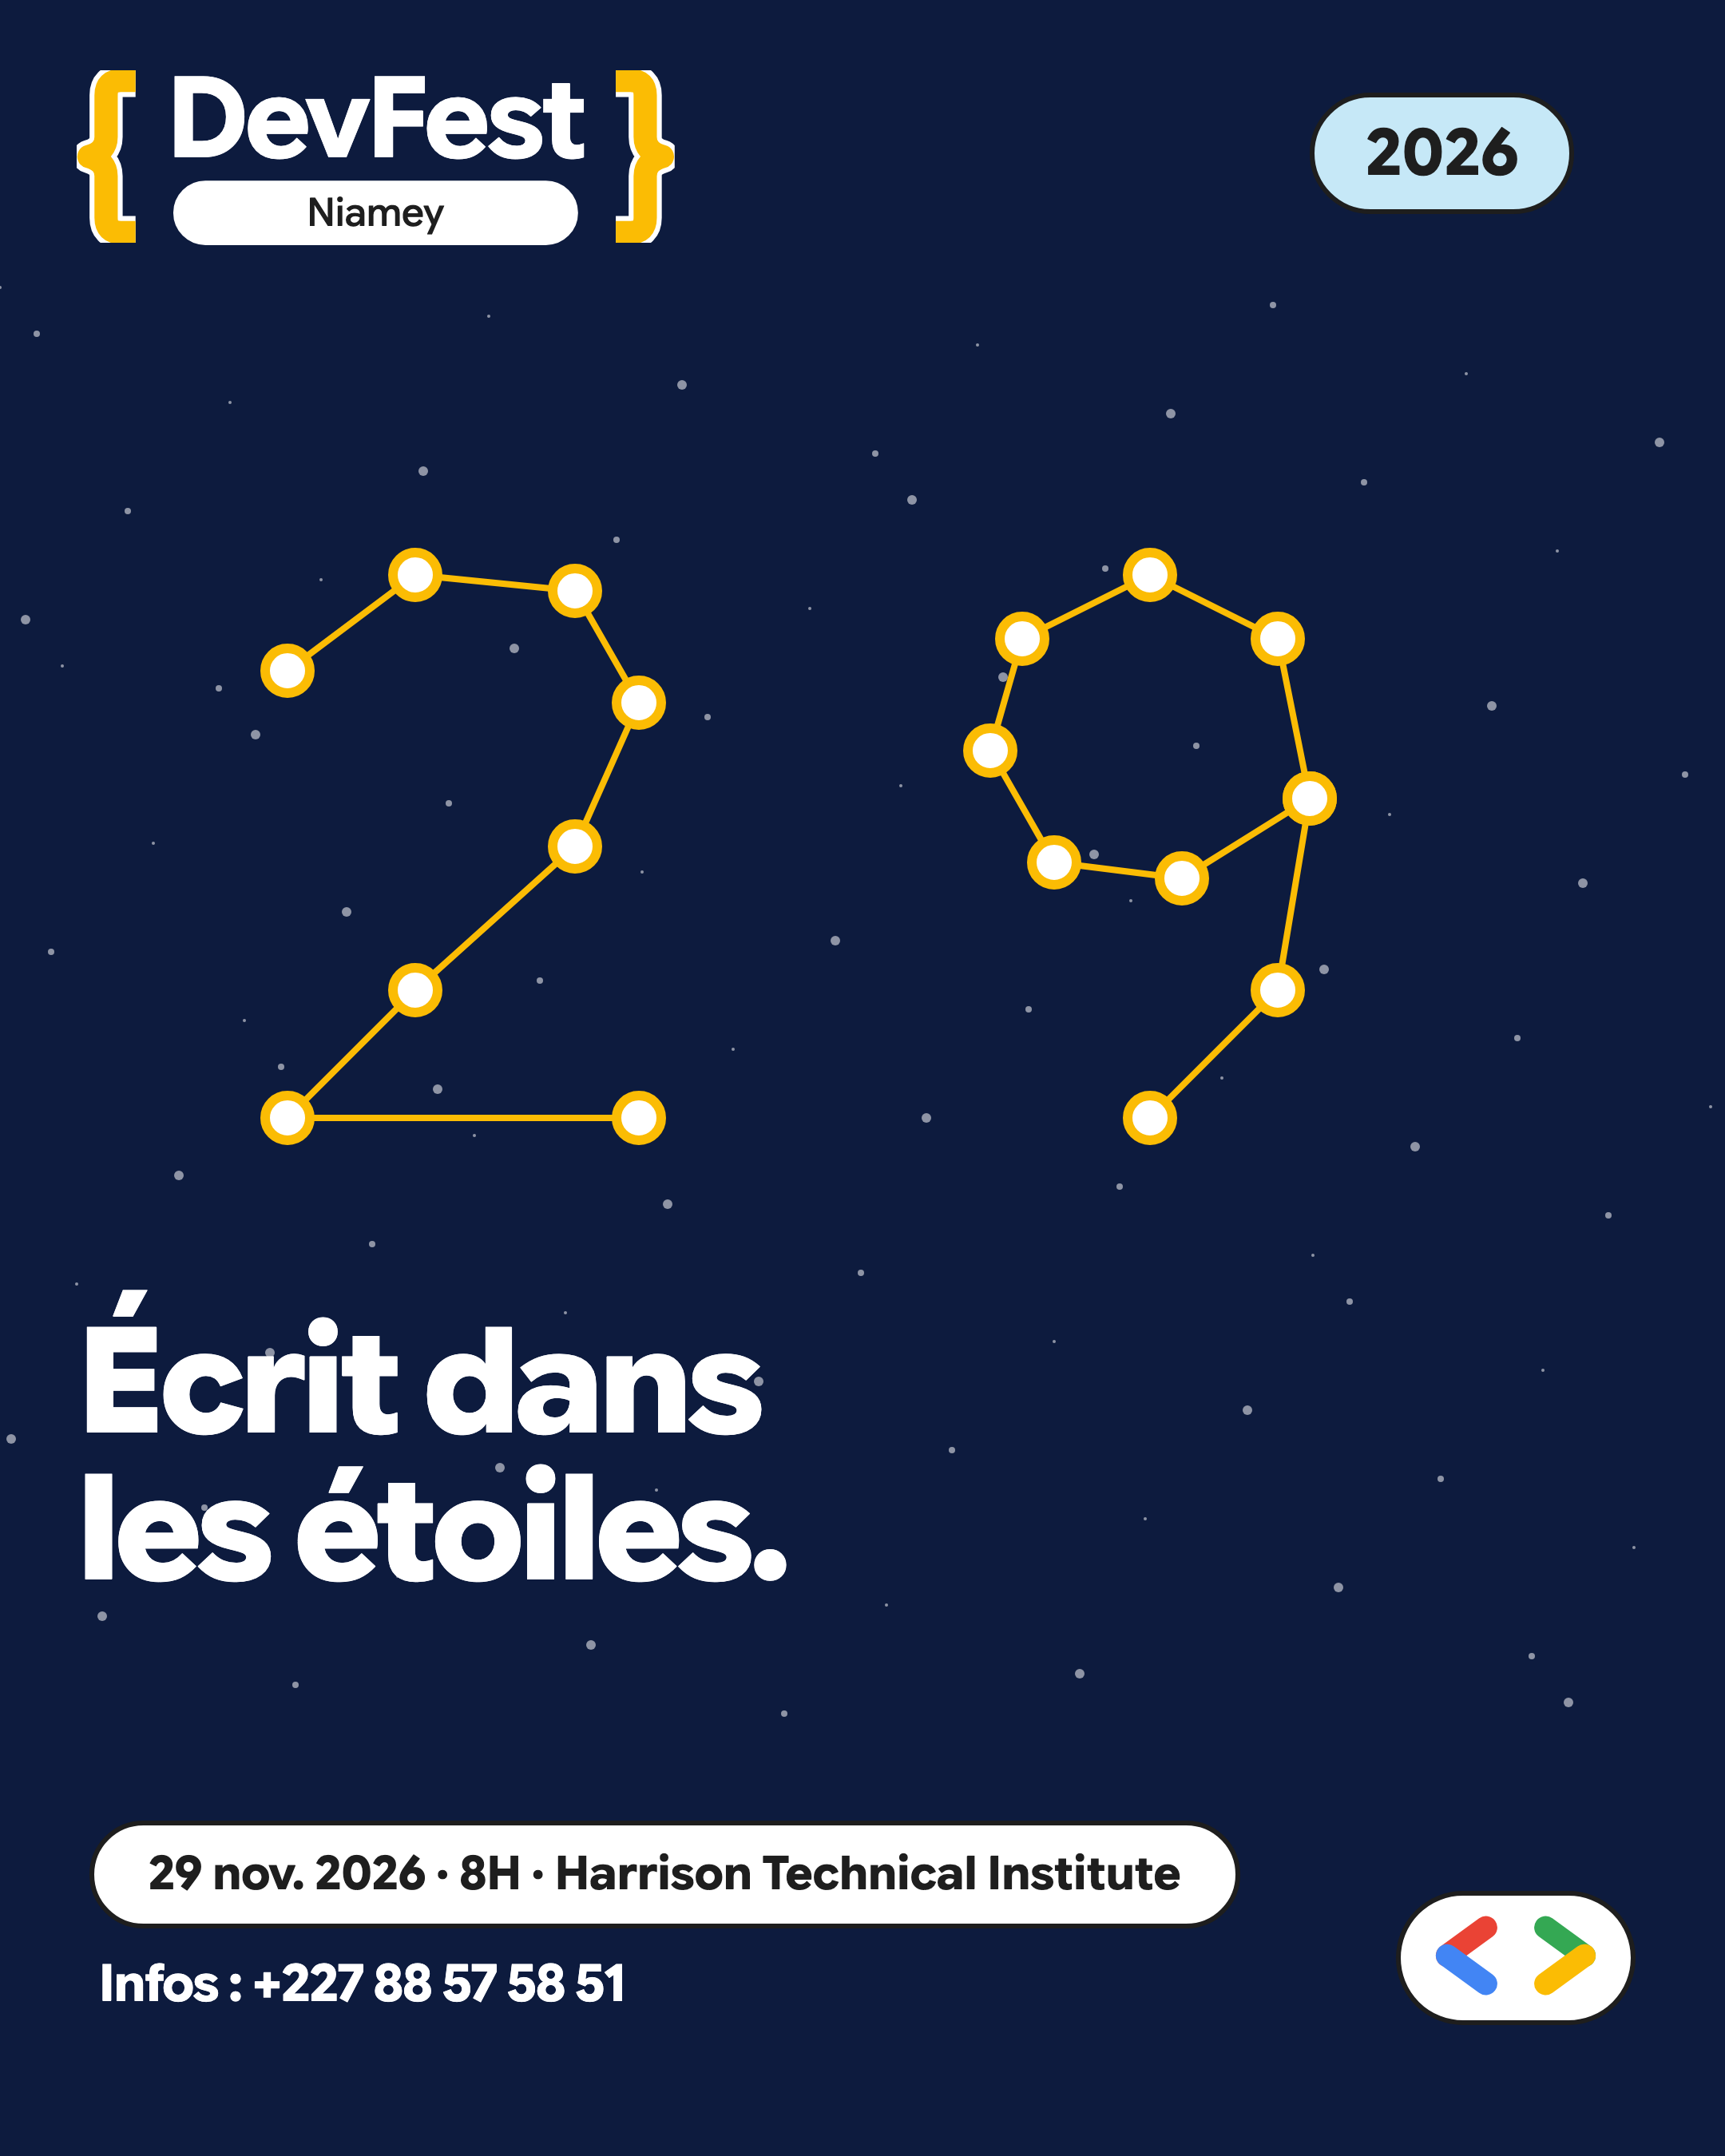 DevFest
Niamey
2026
29
Écrit dans
les étoiles.
29 nov. 2026 · 8H · Harrison Technical Institute
Infos : +227 88 57 58 51